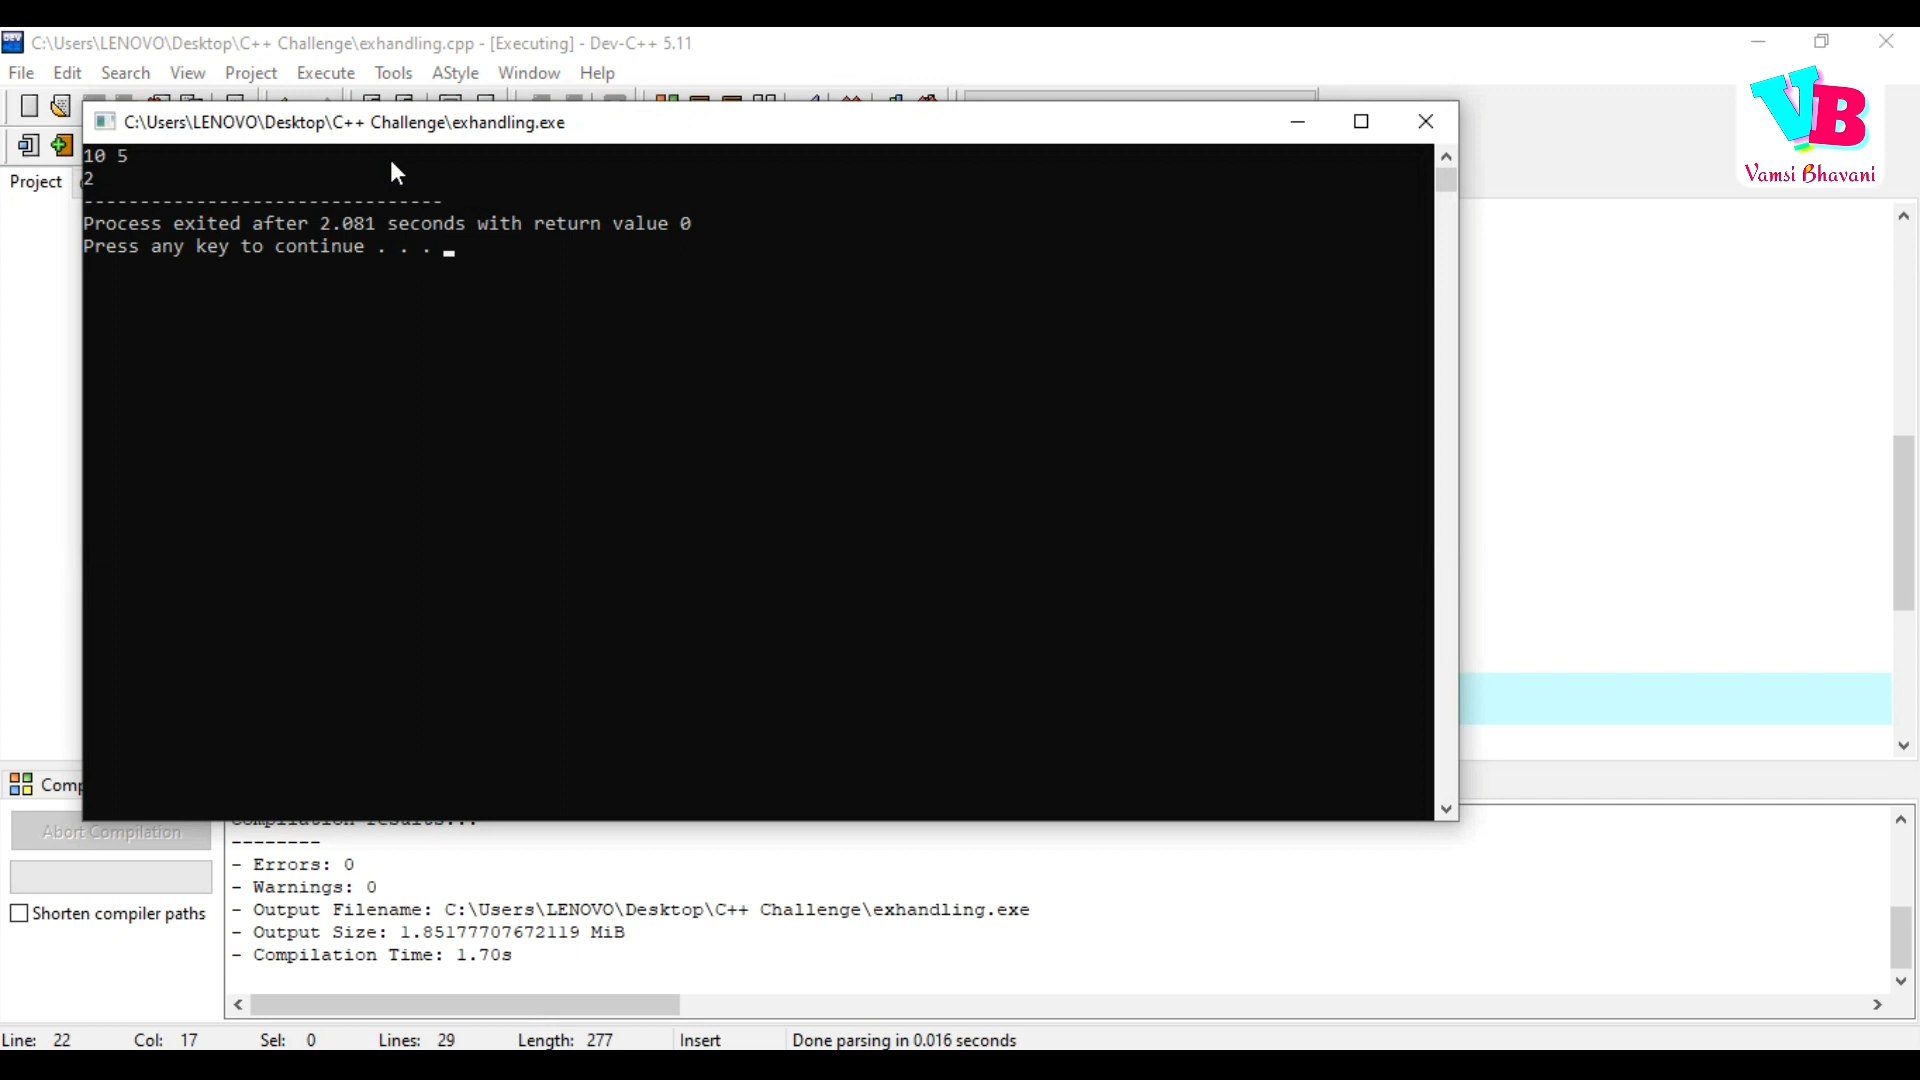 C:\Users\LENOVO\Desktop\C++ Challenge\exhandling.cpp - [Executing] - Dev-C++ 5.11
File Edit Search View Project Execute Tools AStyle Window Help
VB
Vamsi Bhavani
C:\Users\LENOVO\Desktop\C++ Challenge\exhandling.exe
Project
10 5
2
--------------------------------
Process exited after 2.081 seconds with return value 0
Press any key to continue . . .
Comp
Abort Compilation
Shorten compiler paths
Compilation results...
--------
- Errors: 0
- Warnings: 0
- Output Filename: C:\Users\LENOVO\Desktop\C++ Challenge\exhandling.exe
- Output Size: 1.85177707672119 MiB
- Compilation Time: 1.70s
Line: 22 Col: 17 Sel: 0 Lines: 29 Length: 277 Insert Done parsing in 0.016 seconds